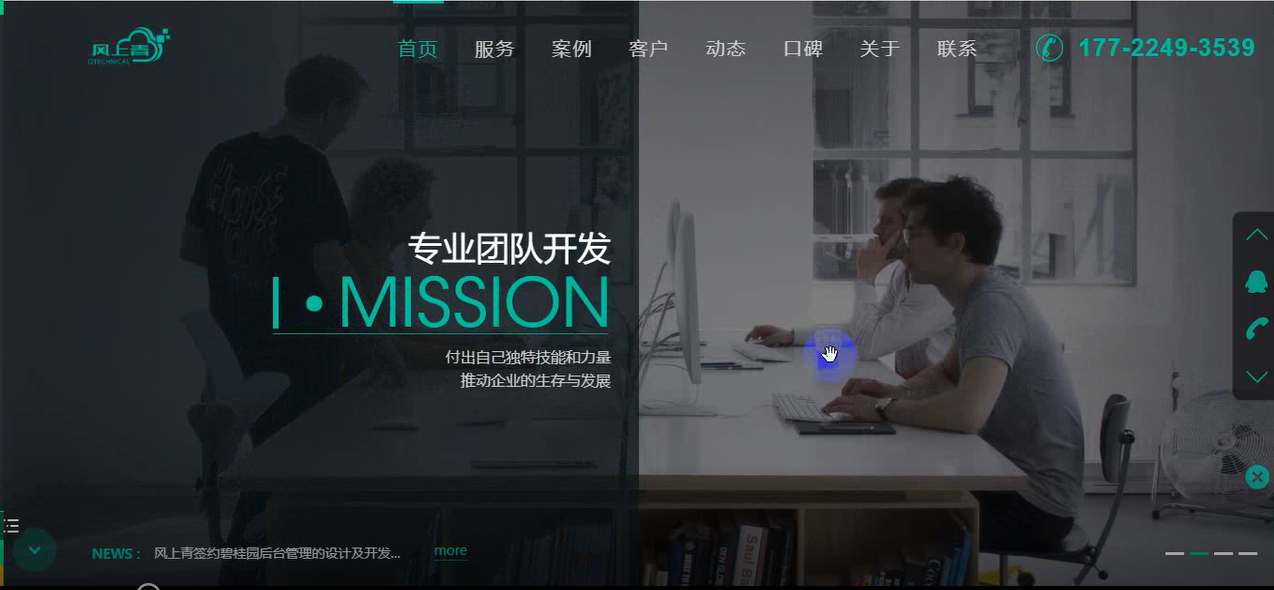 风上青
QTECHNICAL
首页 服务 案例 客户 动态 口碑 关于 联系
177-2249-3539
专业团队开发
I•MISSION
付出自己独特技能和力量
推动企业的生存与发展
NEWS： 风上青签约碧桂园后台管理的设计及开发... more